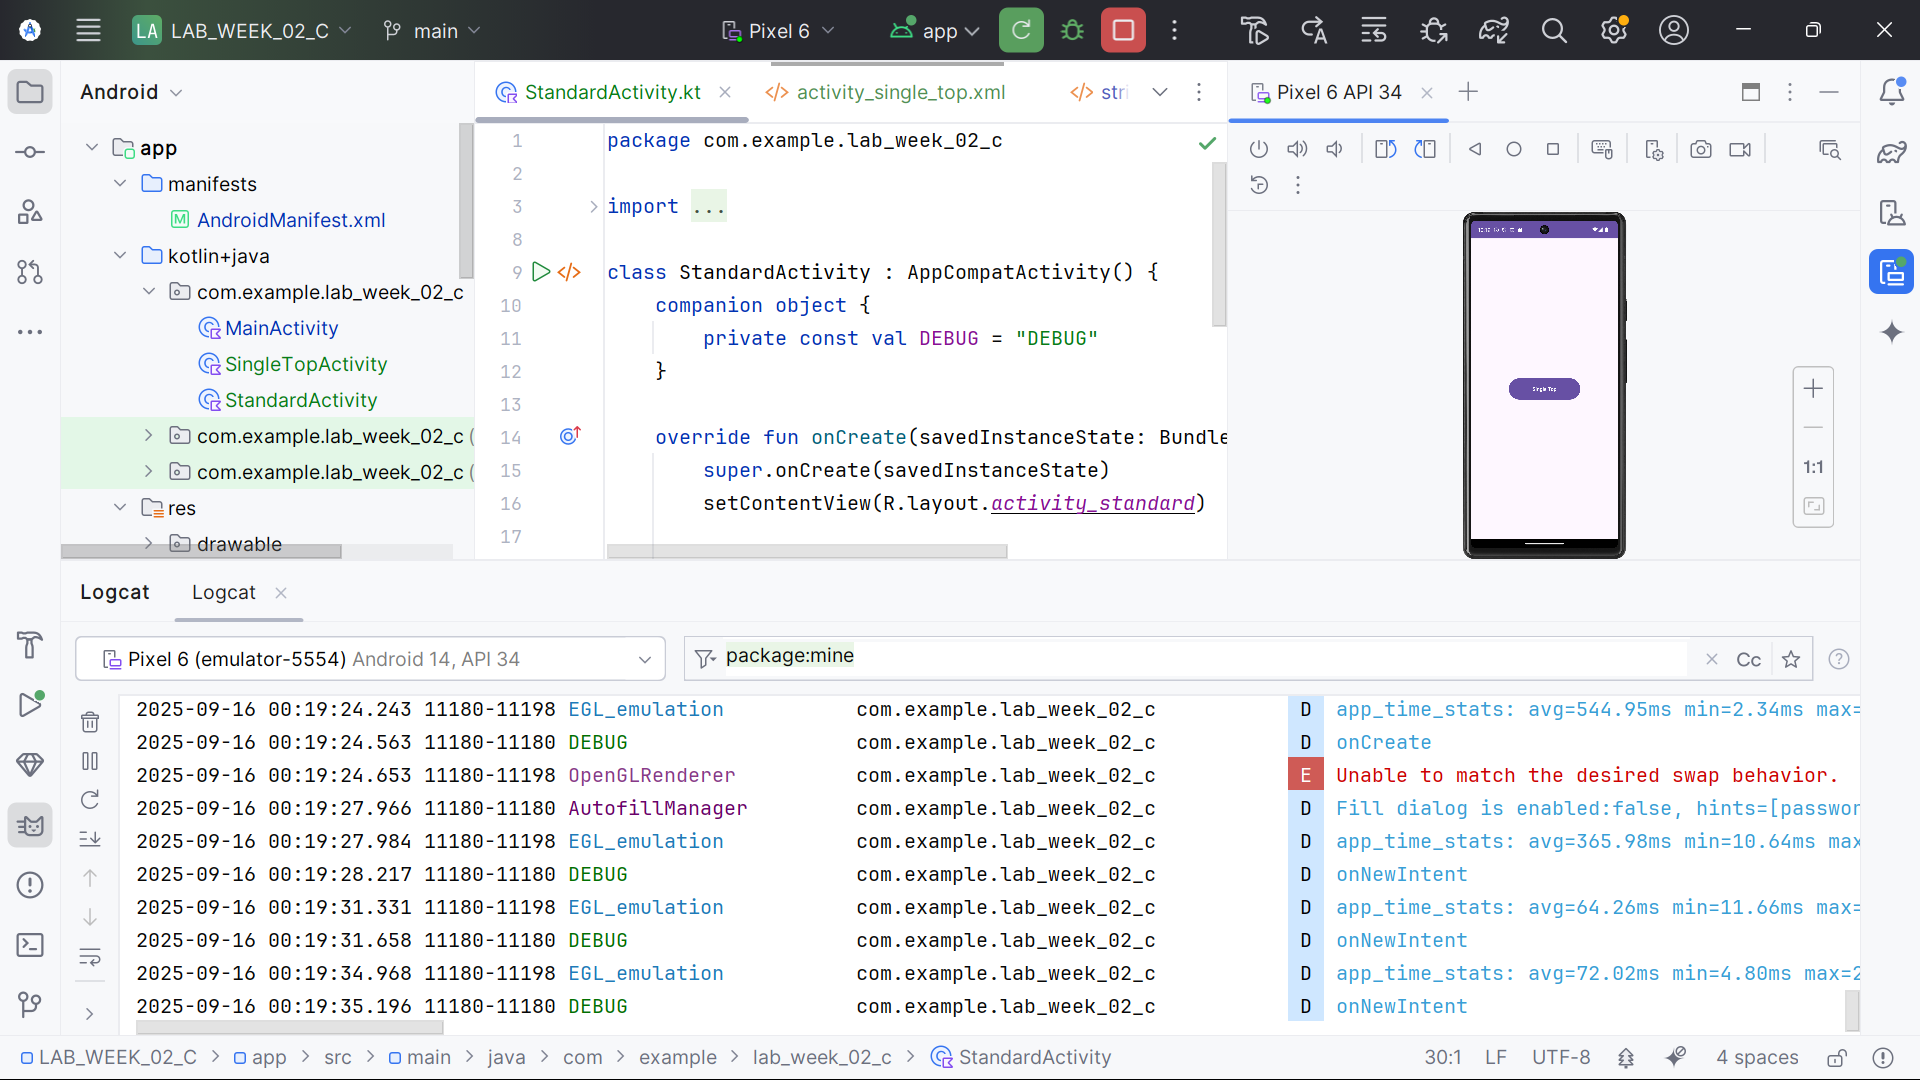 LA LAB_WEEK_02_C main Pixel 6 app
Android
StandardActivity.kt activity_single_top.xml stri
Pixel 6 API 34
app
manifests
AndroidManifest.xml
kotlin+java
com.example.lab_week_02_c
MainActivity
SingleTopActivity
StandardActivity
com.example.lab_week_02_c (
com.example.lab_week_02_c (
res
drawable
1 package com.example.lab_week_02_c
2
3 import ...
8
9 class StandardActivity : AppCompatActivity() {
10 companion object {
11 private const val DEBUG = "DEBUG"
12 }
13
14 override fun onCreate(savedInstanceState: Bundle
15 super.onCreate(savedInstanceState)
16 setContentView(R.layout.activity_standard)
17
Single Top
1:1
Logcat Logcat
Pixel 6 (emulator-5554) Android 14, API 34 package:mine Cc
2025-09-16 00:19:24.243 11180-11198 EGL_emulation com.example.lab_week_02_c D app_time_stats: avg=544.95ms min=2.34ms max=
2025-09-16 00:19:24.563 11180-11180 DEBUG com.example.lab_week_02_c D onCreate
2025-09-16 00:19:24.653 11180-11198 OpenGLRenderer com.example.lab_week_02_c E Unable to match the desired swap behavior.
2025-09-16 00:19:27.966 11180-11180 AutofillManager com.example.lab_week_02_c D Fill dialog is enabled:false, hints=[passwor
2025-09-16 00:19:27.984 11180-11198 EGL_emulation com.example.lab_week_02_c D app_time_stats: avg=365.98ms min=10.64ms max
2025-09-16 00:19:28.217 11180-11180 DEBUG com.example.lab_week_02_c D onNewIntent
2025-09-16 00:19:31.331 11180-11198 EGL_emulation com.example.lab_week_02_c D app_time_stats: avg=64.26ms min=11.66ms max=
2025-09-16 00:19:31.658 11180-11180 DEBUG com.example.lab_week_02_c D onNewIntent
2025-09-16 00:19:34.968 11180-11198 EGL_emulation com.example.lab_week_02_c D app_time_stats: avg=72.02ms min=4.80ms max=2
2025-09-16 00:19:35.196 11180-11180 DEBUG com.example.lab_week_02_c D onNewIntent
LAB_WEEK_02_C > app > src > main > java > com > example > lab_week_02_c > StandardActivity 30:1 LF UTF-8 4 spaces